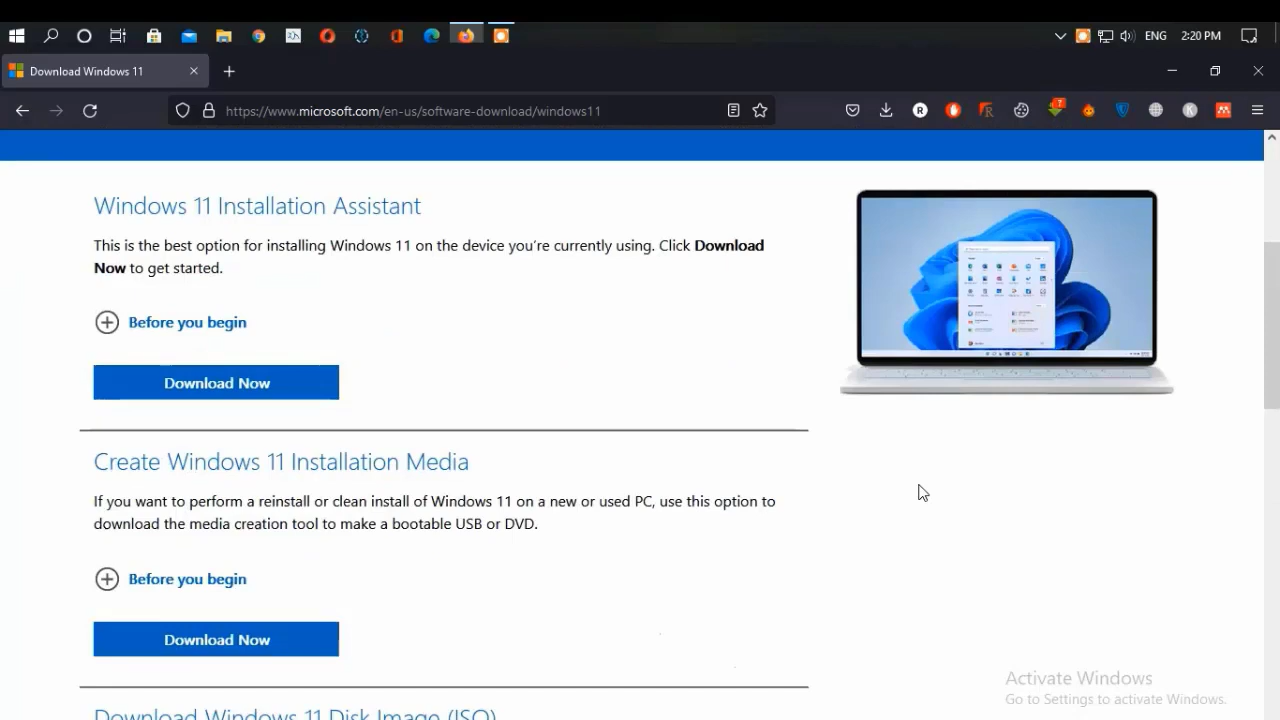 ENG 2:20 PM
Download Windows 11
https://www.microsoft.com/en-us/software-download/windows11
7
Windows 11 Installation Assistant
This is the best option for installing Windows 11 on the device you're currently using. Click Download
Now to get started.
Before you begin
Download Now
Create Windows 11 Installation Media
If you want to perform a reinstall or clean install of Windows 11 on a new or used PC, use this option to
download the media creation tool to make a bootable USB or DVD.
Before you begin
Download Now
Activate Windows
Go to Settings to activate Windows.
Download Windows 11 Disk Image (ISO)